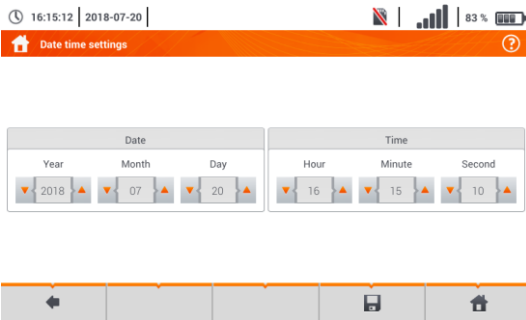 16:15:12 2018-07-20 83 %
Date time settings ?
Date Time
Year Month Day Hour Minute Second
2018 07 20 16 15 10